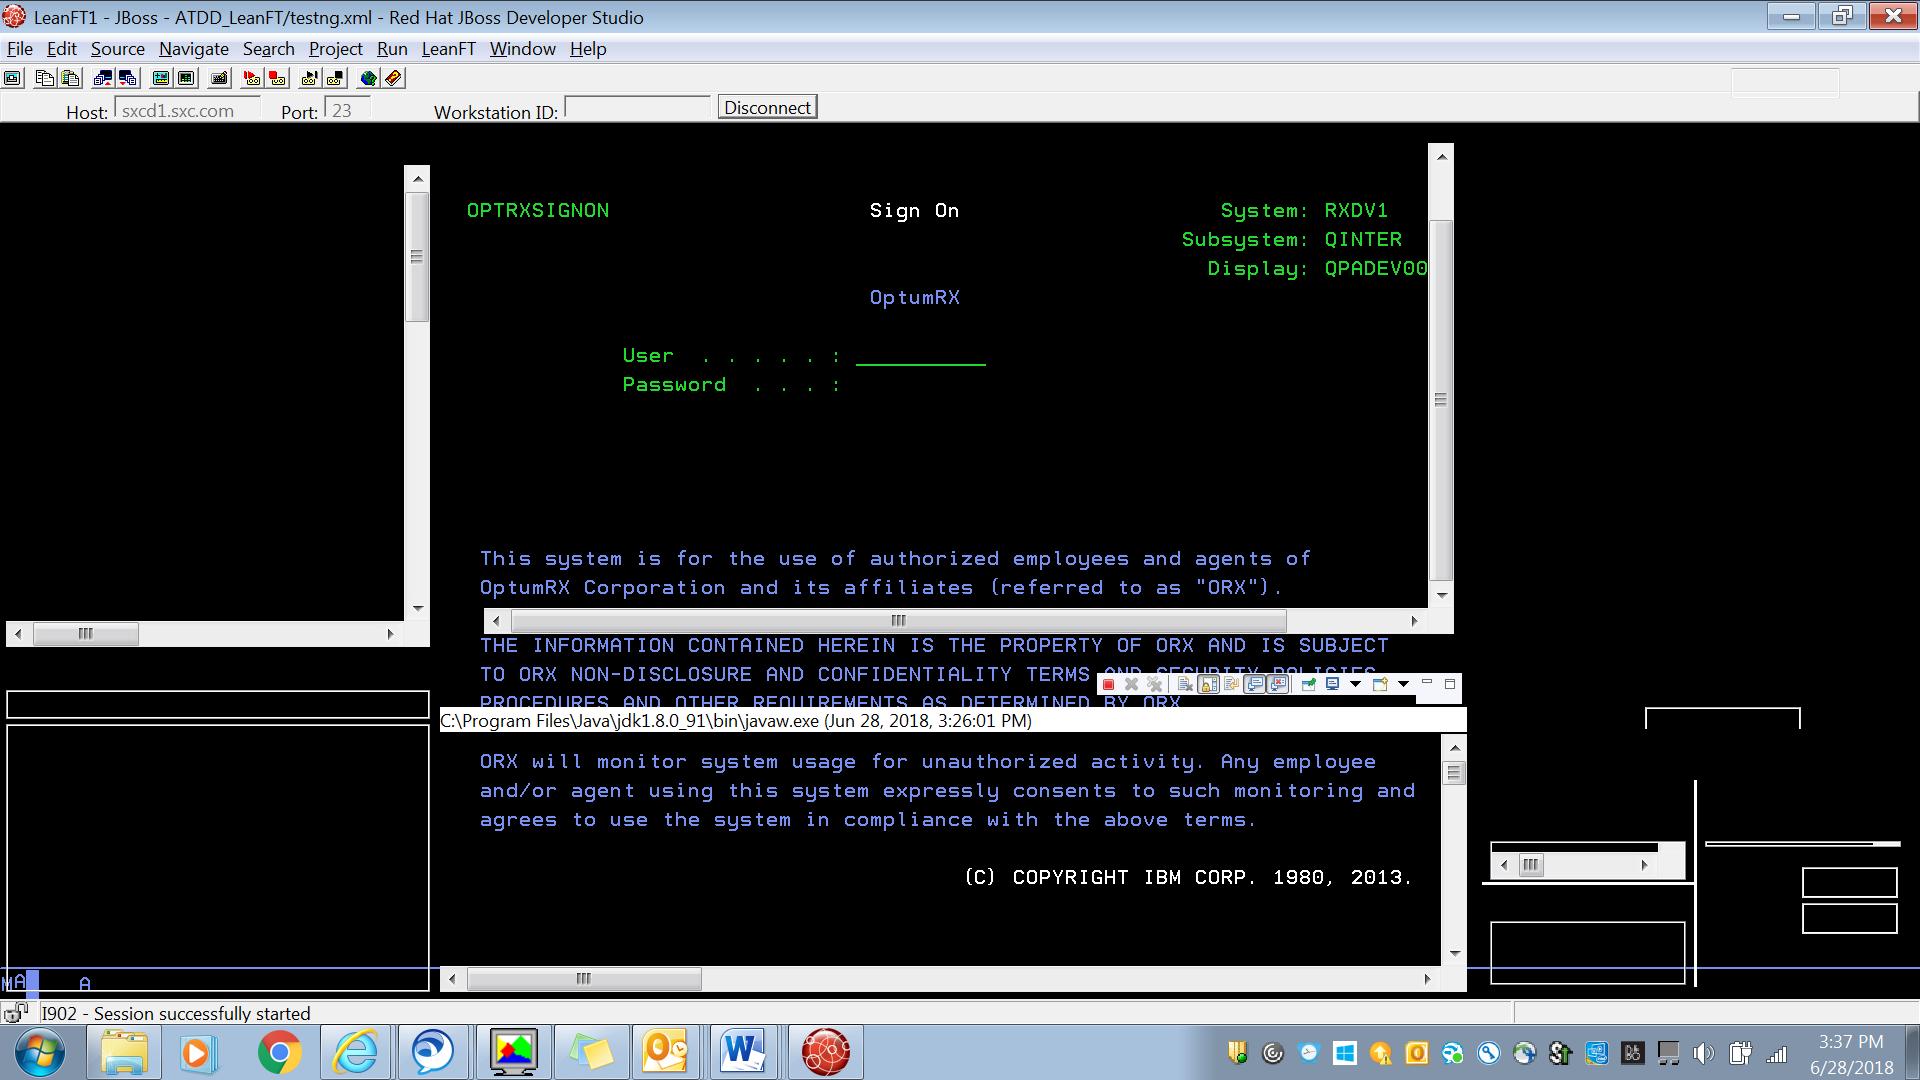 LeanFT1 - JBoss - ATDD_LeanFT/testng.xml - Red Hat JBoss Developer Studio
File Edit Source Navigate Search Project Run LeanFT Window Help
Host: sxcd1.sxc.com Port: 23 Workstation ID: Disconnect
OPTRXSIGNON Sign On System: RXDV1
Subsystem: QINTER
Display: QPADEV00
OptumRX
User . . . . . :
Password . . . :
This system is for the use of authorized employees and agents of
OptumRX Corporation and its affiliates (referred to as "ORX").
THE INFORMATION CONTAINED HEREIN IS THE PROPERTY OF ORX AND IS SUBJECT
TO ORX NON-DISCLOSURE AND CONFIDENTIALITY TERMS AND SECURITY POLICIES
PROCEDURES AND OTHER REQUIREMENTS AS DETERMINED BY ORX
C:\Program Files\Java\jdk1.8.0_91\bin\javaw.exe (Jun 28, 2018, 3:26:01 PM)
ORX will monitor system usage for unauthorized activity. Any employee
and/or agent using this system expressly consents to such monitoring and
agrees to use the system in compliance with the above terms.
(C) COPYRIGHT IBM CORP. 1980, 2013.
MA A
I902 - Session successfully started
3:37 PM
6/28/2018